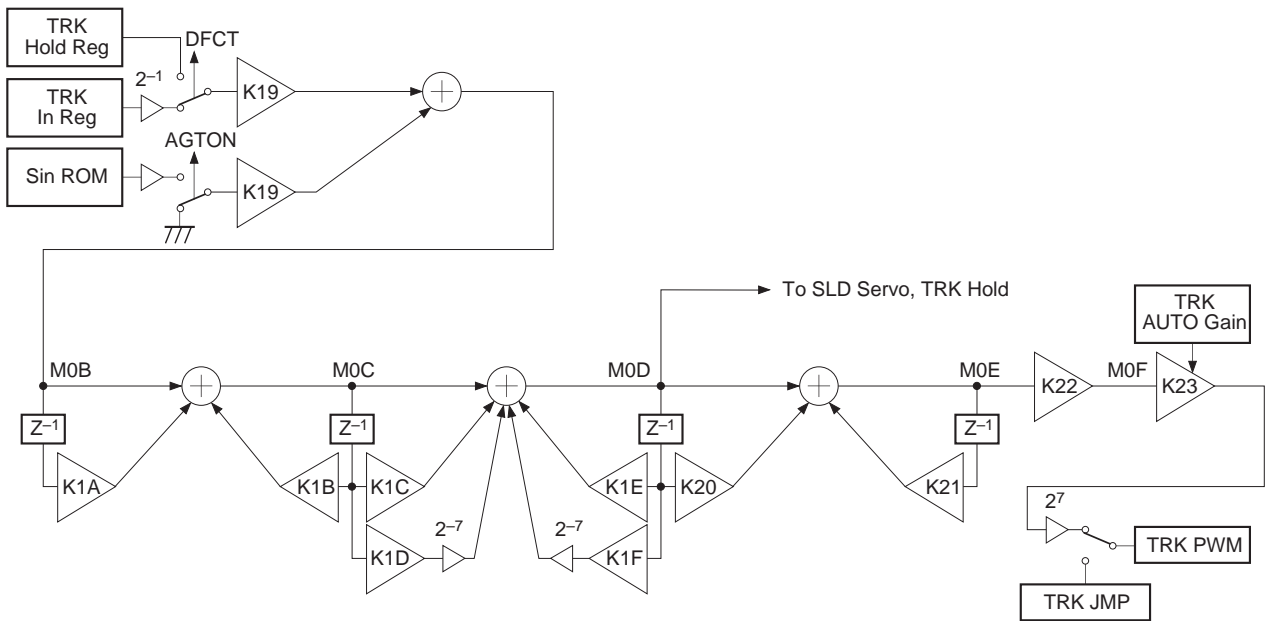 TRK
Hold Reg
DFCT
2⁻¹
K19
TRK
In Reg
AGTON
Sin ROM
K19
To SLD Servo, TRK Hold
TRK
AUTO Gain
M0B
M0C
M0D
M0E
K22
M0F
K23
Z⁻¹
Z⁻¹
Z⁻¹
Z⁻¹
K1A
K1B
K1C
K1E
K20
K21
2⁻⁷
2⁻⁷
K1D
K1F
2⁷
TRK PWM
TRK JMP